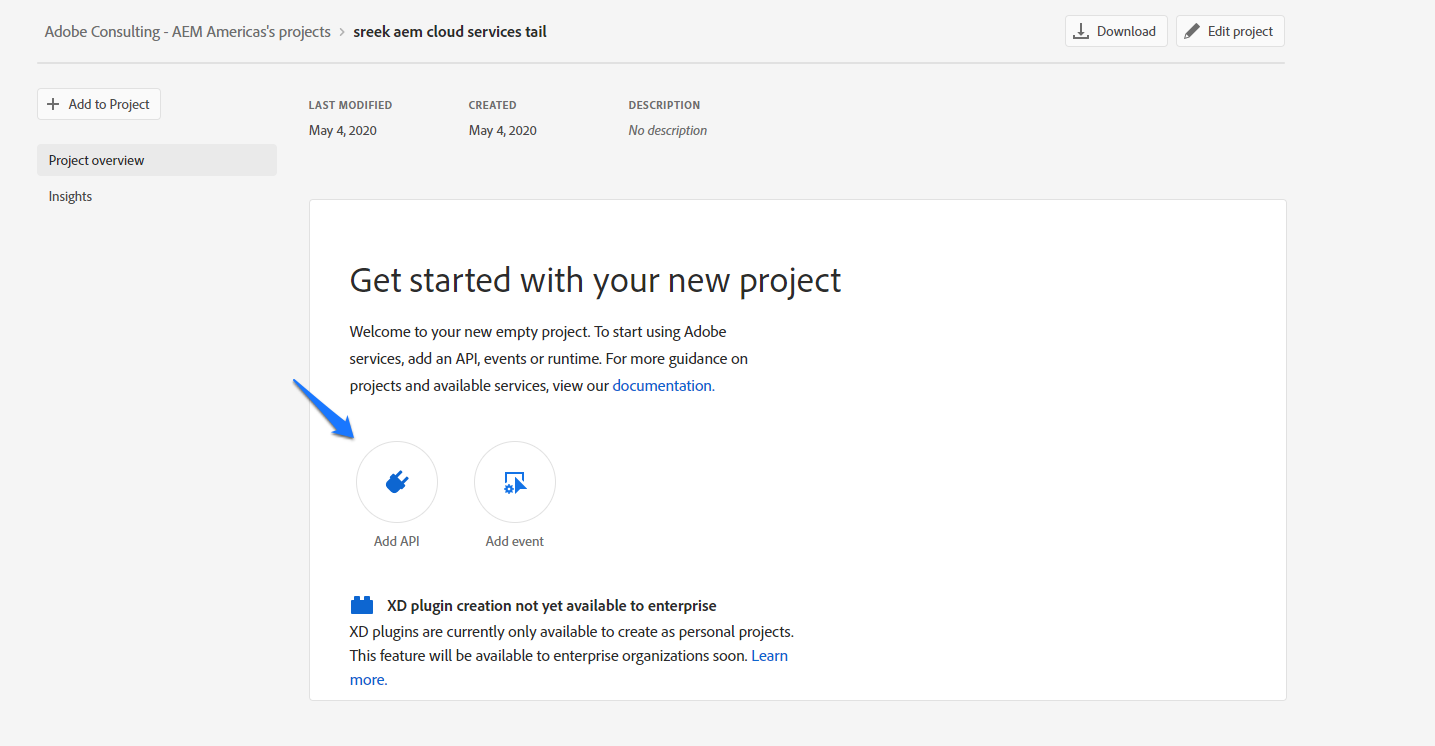 Adobe Consulting - AEM Americas's projects > sreek aem cloud services tail
Download
Edit project
+ Add to Project
Project overview
Insights
LAST MODIFIED
May 4, 2020
CREATED
May 4, 2020
DESCRIPTION
No description
Get started with your new project
Welcome to your new empty project. To start using Adobe
services, add an API, events or runtime. For more guidance on
projects and available services, view our documentation.
Add API
Add event
XD plugin creation not yet available to enterprise
XD plugins are currently only available to create as personal projects.
This feature will be available to enterprise organizations soon. Learn
more.